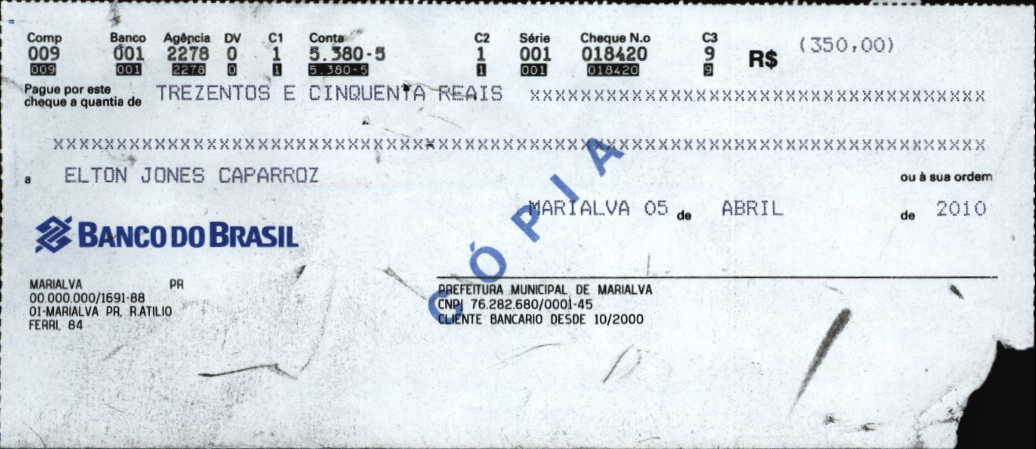 Comp Banco Agência DV C1 Conta C2 Série Cheque N.o C3
009 001 2278 0 1 5.380-5 1 001 018420 9 R$ (350,00)
009 001 2278 0 1 5.380-5 1 001 018420 9
Pague por este
cheque a quantia de TREZENTOS E CINQUENTA REAIS XXXXXXXXXXXXXXXXXXXXXXXXXXXXXXXXXXXXXX
XXXXXXXXXXXXXXXXXXXXXXXXXXXXXXXXXXXXXXXXXXXXXXXXXXXXXXXXXXXXXXXXXXXXXXXXXXXXXX
a ELTON JONES CAPARROZ ou à sua ordem
MARIALVA 05 de ABRIL de 2010
CÓPIA
BANCO DO BRASIL
MARIALVA PR
00.000.000/1691-88
01-MARIALVA PR, R.ATILIO
FERRI, 84
PREFEITURA MUNICIPAL DE MARIALVA
CNPJ 76.282.680/0001-45
CLIENTE BANCARIO DESDE 10/2000